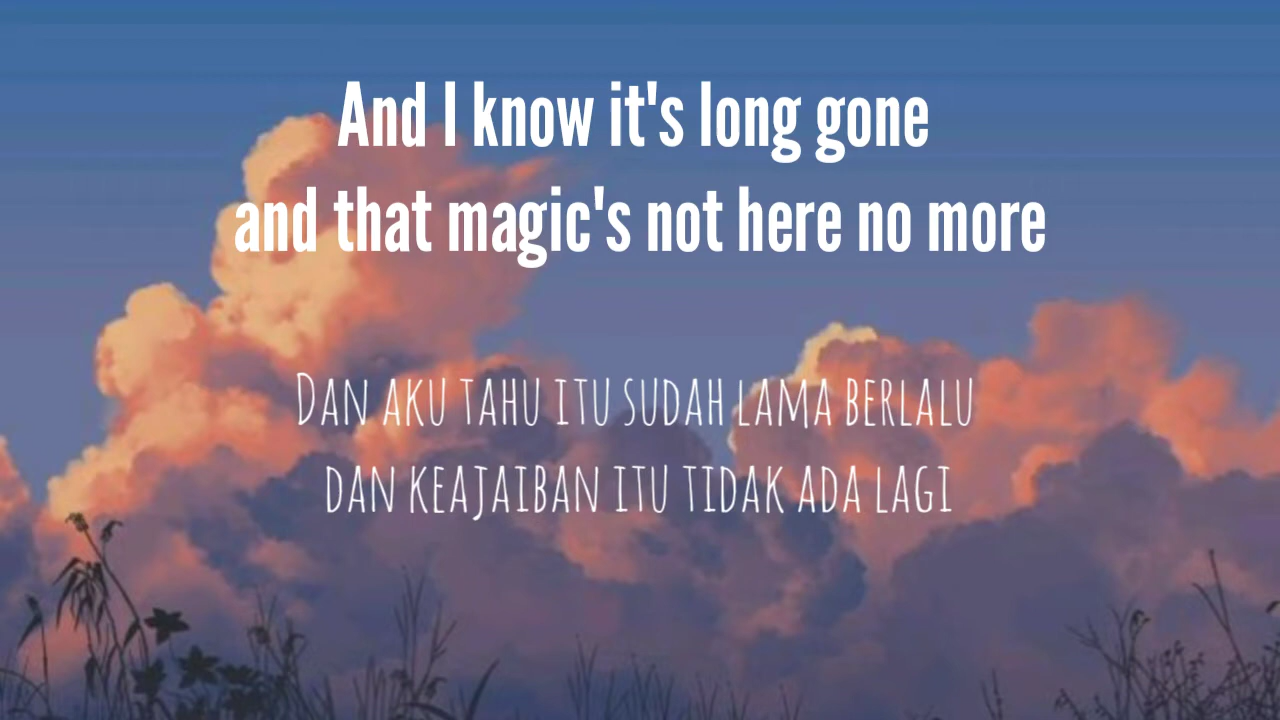 And I know it's long gone
and that magic's not here no more
Dan aku tahu itu sudah lama berlalu
dan keajaiban itu tidak ada lagi